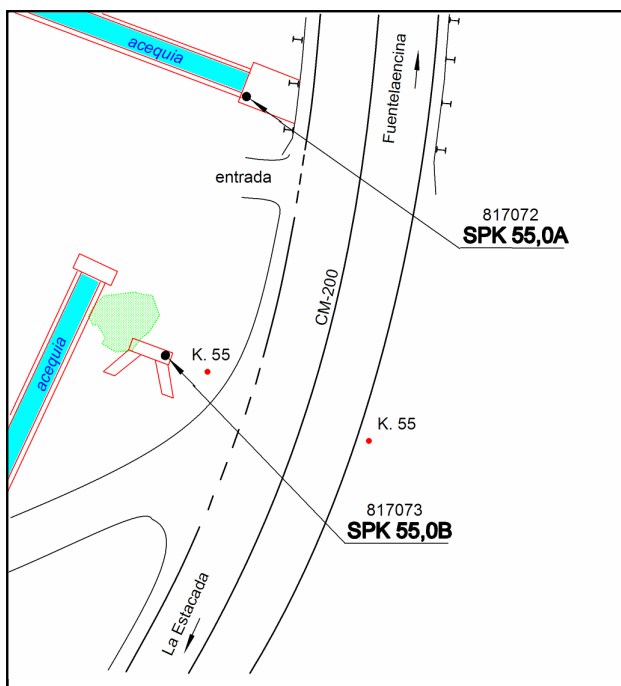 acequia
Fuentelaencina
entrada
817072
SPK 55,0A
CM-200
acequia
K. 55
K. 55
817073
SPK 55,0B
La Estacada